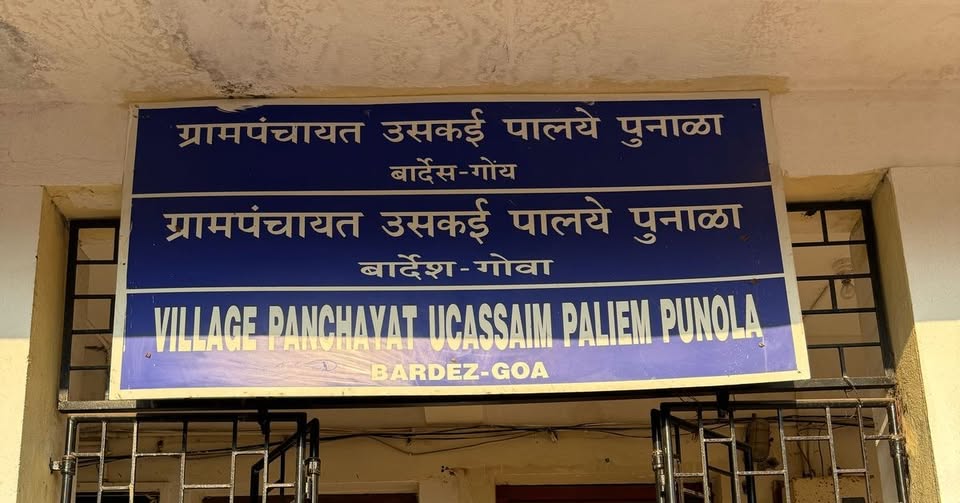 ग्रामपंचायत उसकई पालये पुनाळा
बार्देस-गोंय
ग्रामपंचायत उसकई पालये पुनाळा
बार्देश-गोवा
VILLAGE PANCHAYAT UCASSAIM PALIEM PUNOLA
BARDEZ-GOA